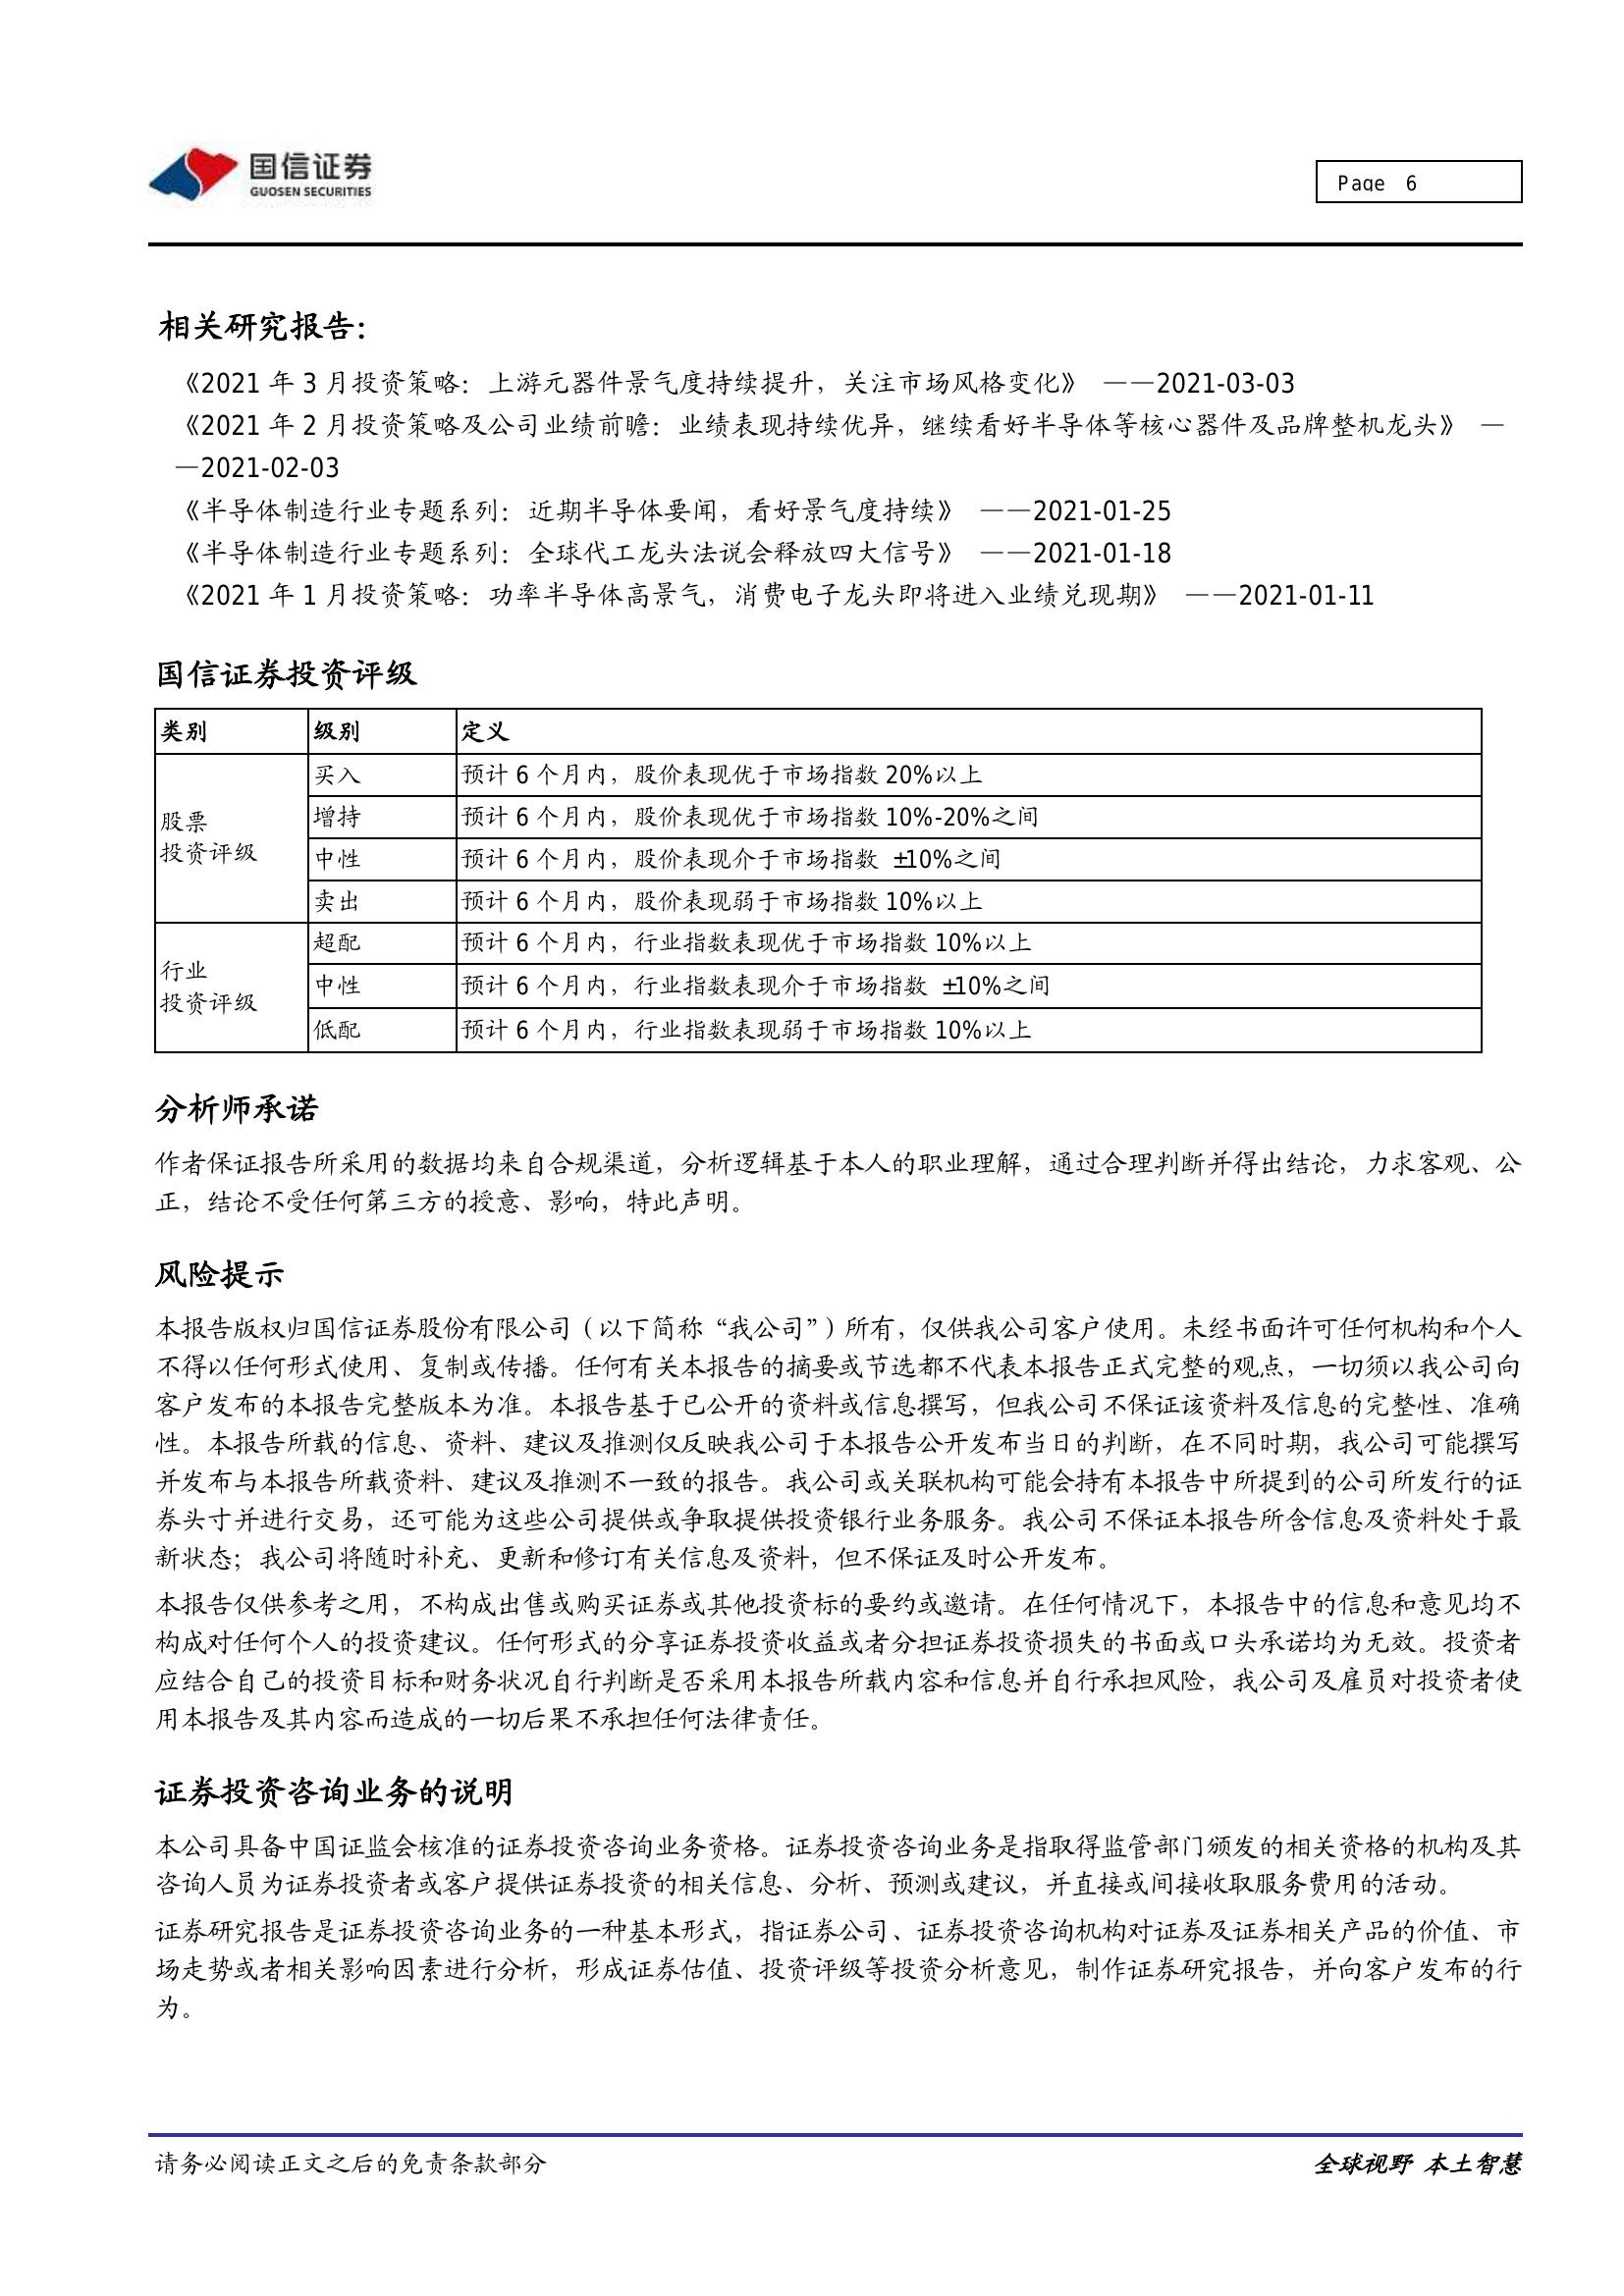 国信证券
GUOSEN SECURITIES
Page 6
相关研究报告：
《2021 年 3 月投资策略：上游元器件景气度持续提升，关注市场风格变化》 ——2021-03-03
《2021 年 2 月投资策略及公司业绩前瞻：业绩表现持续优异，继续看好半导体等核心器件及品牌整机龙头》 —
—2021-02-03
《半导体制造行业专题系列：近期半导体要闻，看好景气度持续》 ——2021-01-25
《半导体制造行业专题系列：全球代工龙头法说会释放四大信号》 ——2021-01-18
《2021 年 1 月投资策略：功率半导体高景气，消费电子龙头即将进入业绩兑现期》 ——2021-01-11
国信证券投资评级
类别 级别 定义
股票
投资评级
买入 预计 6 个月内，股价表现优于市场指数 20%以上
增持 预计 6 个月内，股价表现优于市场指数 10%-20%之间
中性 预计 6 个月内，股价表现介于市场指数 ±10%之间
卖出 预计 6 个月内，股价表现弱于市场指数 10%以上
行业
投资评级
超配 预计 6 个月内，行业指数表现优于市场指数 10%以上
中性 预计 6 个月内，行业指数表现介于市场指数 ±10%之间
低配 预计 6 个月内，行业指数表现弱于市场指数 10%以上
分析师承诺
作者保证报告所采用的数据均来自合规渠道，分析逻辑基于本人的职业理解，通过合理判断并得出结论，力求客观、公
正，结论不受任何第三方的授意、影响，特此声明。
风险提示
本报告版权归国信证券股份有限公司（以下简称“我公司”）所有，仅供我公司客户使用。未经书面许可任何机构和个人
不得以任何形式使用、复制或传播。任何有关本报告的摘要或节选都不代表本报告正式完整的观点，一切须以我公司向
客户发布的本报告完整版本为准。本报告基于已公开的资料或信息撰写，但我公司不保证该资料及信息的完整性、准确
性。本报告所载的信息、资料、建议及推测仅反映我公司于本报告公开发布当日的判断，在不同时期，我公司可能撰写
并发布与本报告所载资料、建议及推测不一致的报告。我公司或关联机构可能会持有本报告中所提到的公司所发行的证
券头寸并进行交易，还可能为这些公司提供或争取提供投资银行业务服务。我公司不保证本报告所含信息及资料处于最
新状态；我公司将随时补充、更新和修订有关信息及资料，但不保证及时公开发布。
本报告仅供参考之用，不构成出售或购买证券或其他投资标的要约或邀请。在任何情况下，本报告中的信息和意见均不
构成对任何个人的投资建议。任何形式的分享证券投资收益或者分担证券投资损失的书面或口头承诺均为无效。投资者
应结合自己的投资目标和财务状况自行判断是否采用本报告所载内容和信息并自行承担风险，我公司及雇员对投资者使
用本报告及其内容而造成的一切后果不承担任何法律责任。
证券投资咨询业务的说明
本公司具备中国证监会核准的证券投资咨询业务资格。证券投资咨询业务是指取得监管部门颁发的相关资格的机构及其
咨询人员为证券投资者或客户提供证券投资的相关信息、分析、预测或建议，并直接或间接收取服务费用的活动。
证券研究报告是证券投资咨询业务的一种基本形式，指证券公司、证券投资咨询机构对证券及证券相关产品的价值、市
场走势或者相关影响因素进行分析，形成证券估值、投资评级等投资分析意见，制作证券研究报告，并向客户发布的行
为。
请务必阅读正文之后的免责条款部分
全球视野 本土智慧